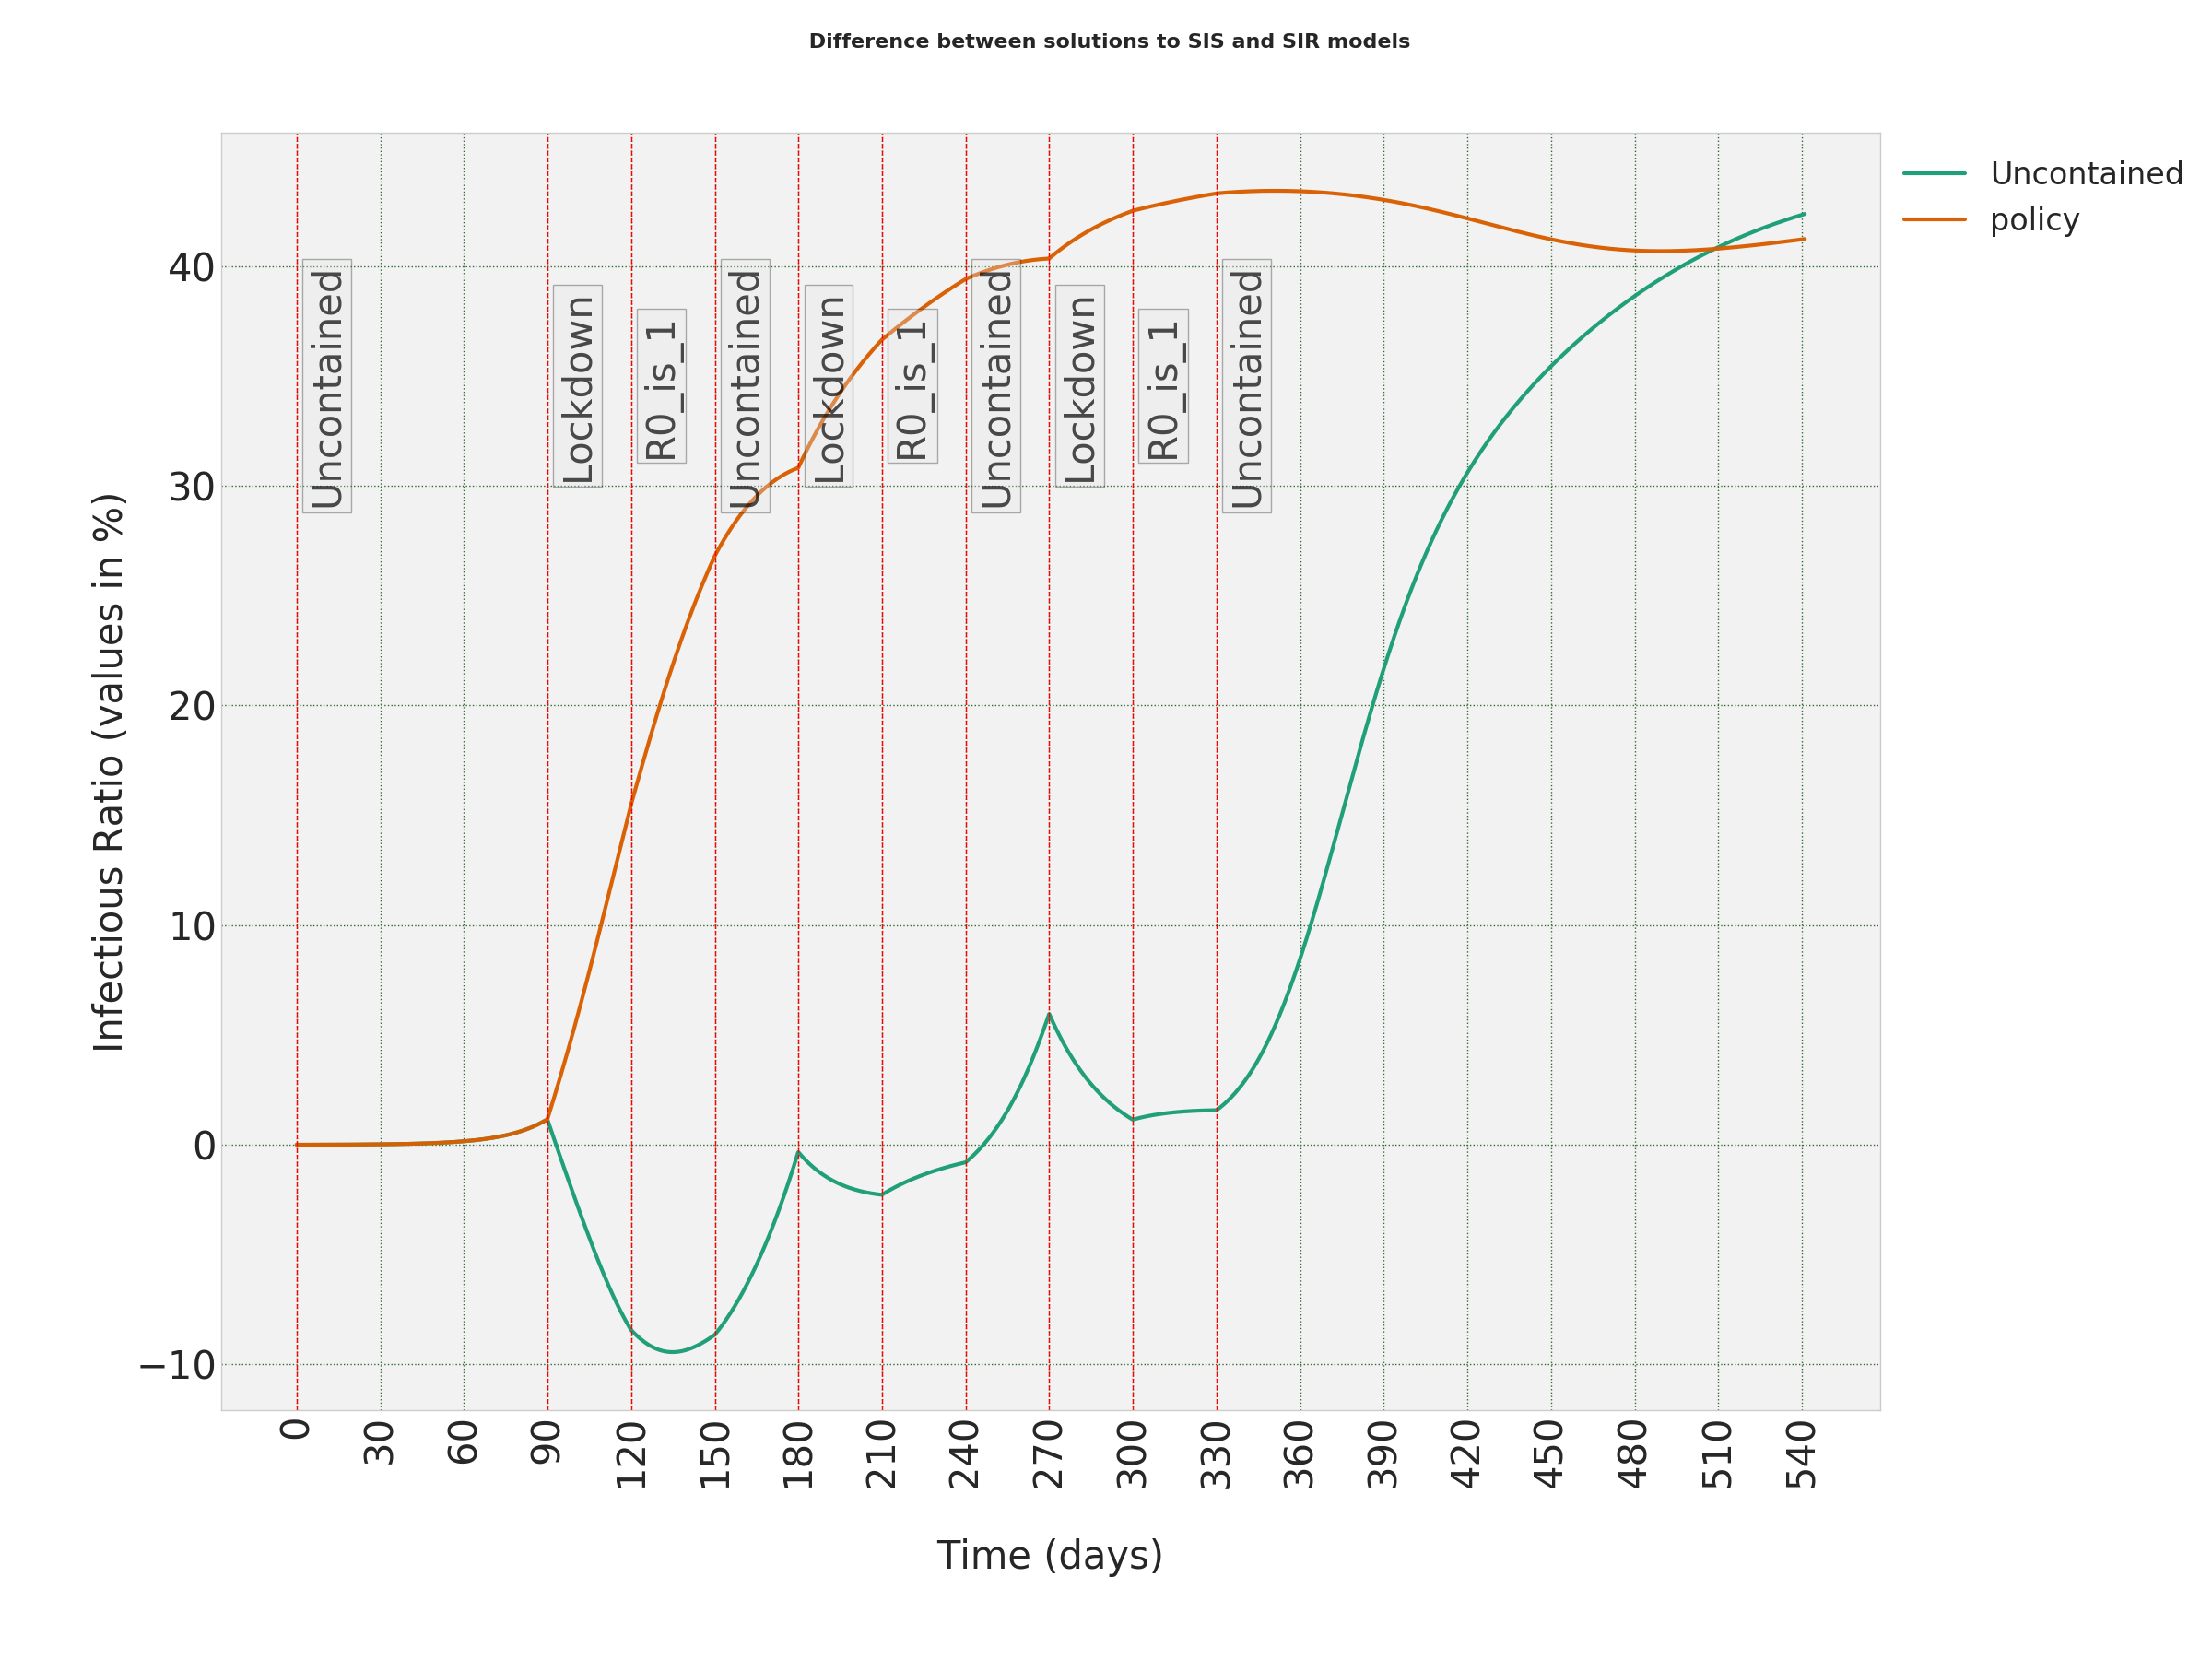 Difference between solutions to SIS and SIR models
Uncontained
policy
Infectious Ratio (values in %)
40
30
20
10
0
−10
Uncontained
Lockdown
R0_is_1
Uncontained
Lockdown
R0_is_1
Uncontained
Lockdown
R0_is_1
Uncontained
0
30
60
90
120
150
180
210
240
270
300
330
360
390
420
450
480
510
540
Time (days)